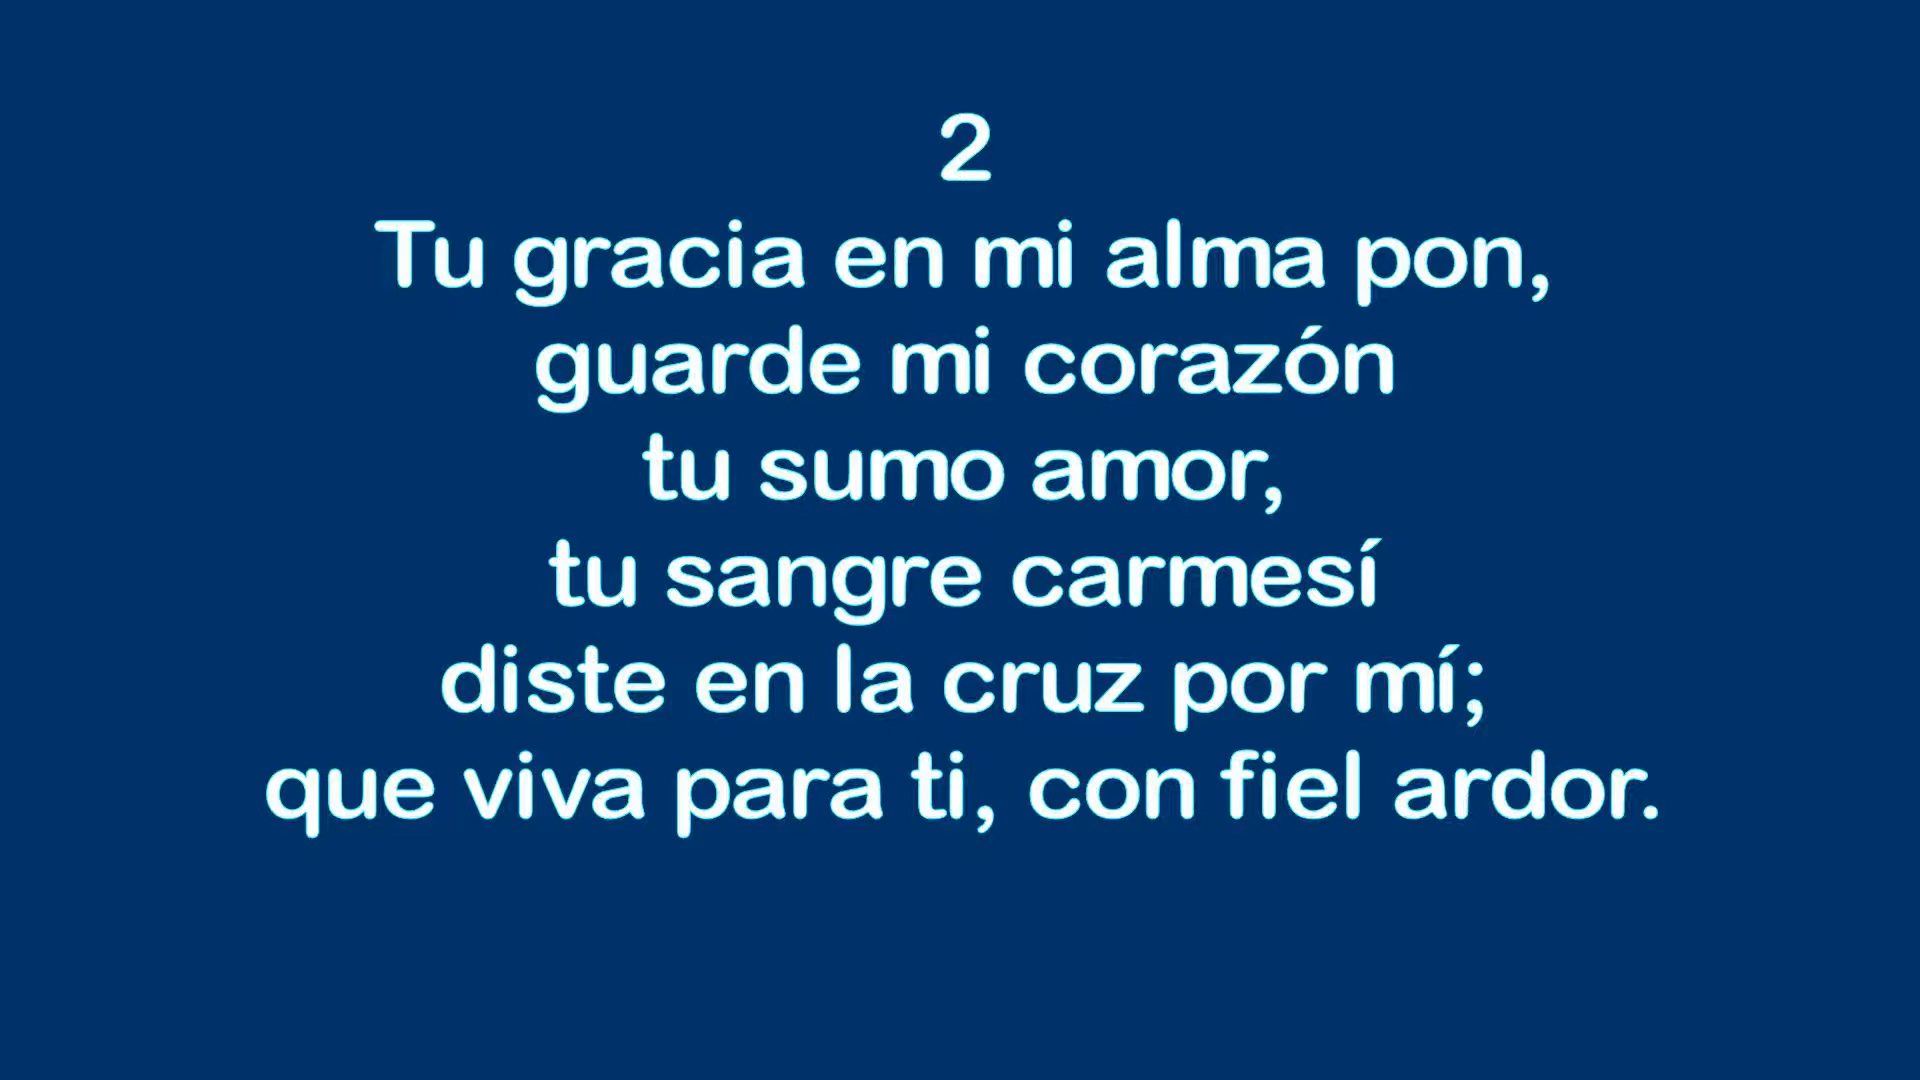 2
Tu gracia en mi alma pon,
guarde mi corazón
tu sumo amor,
tu sangre carmesí
diste en la cruz por mí;
que viva para ti, con fiel ardor.